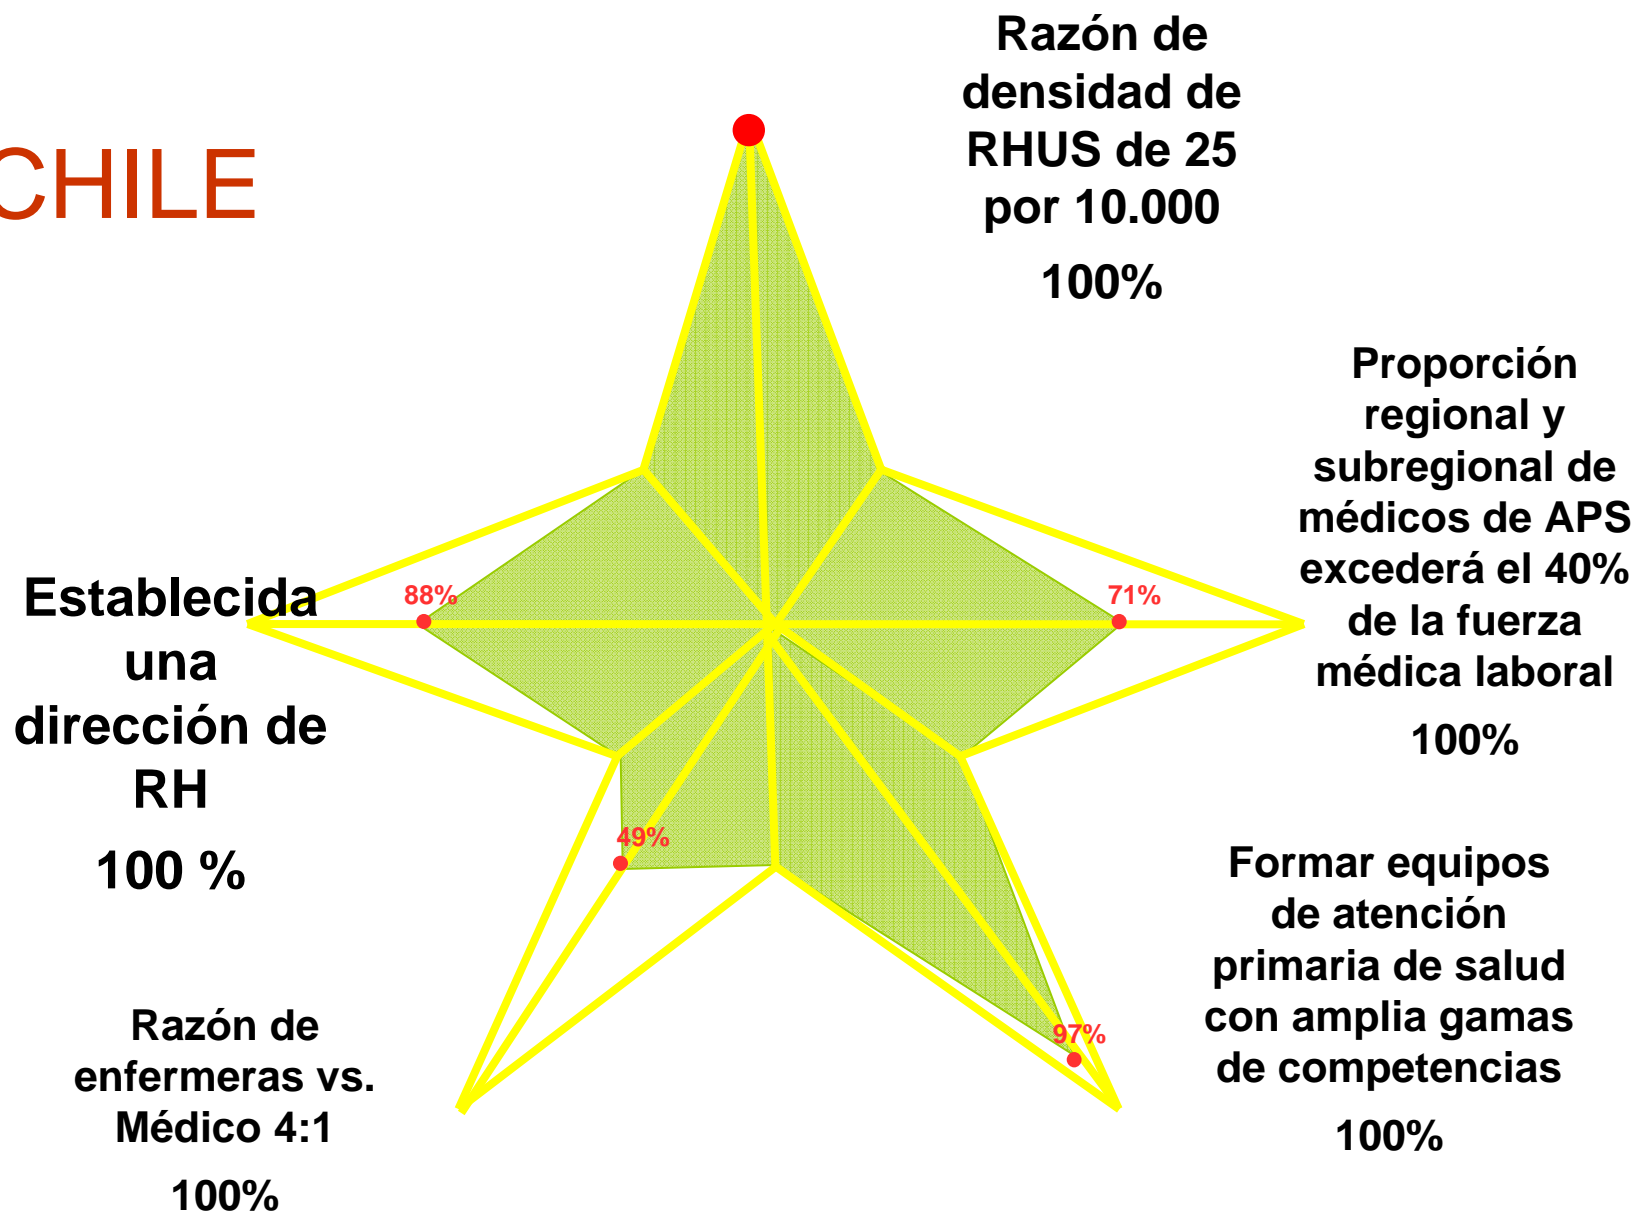 CHILE
Razón de
densidad de
RHUS de 25
por 10.000
100%
Proporción
regional y
subregional de
médicos de APS
excederá el 40%
de la fuerza
médica laboral
100%
88%
71%
Establecida
una
dirección de
RH
100 %
49%
97%
Formar equipos
de atención
primaria de salud
con amplia gamas
de competencias
100%
Razón de
enfermeras vs.
Médico 4:1
100%